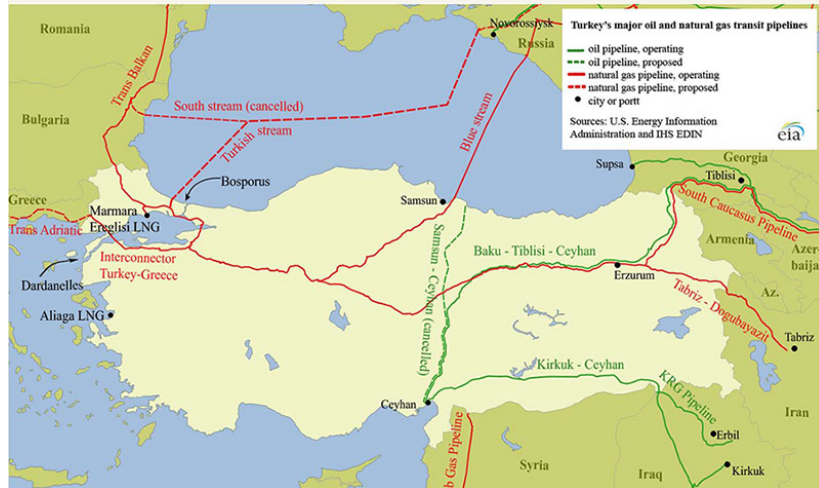 Romania
Novorossiysk
Russia
Turkey's major oil and natural gas transit pipelines
oil pipeline, operating
oil pipeline, proposed
natural gas pipeline, operating
natural gas pipeline, proposed
city or portt
Sources: U.S. Energy Information
Administration and IHS EDIN
eia
Trans Balkan
South stream (cancelled)
Turkish stream
Blue stream
Bulgaria
Bosporus
Supsa
Georgia
Tiblisi
Samsun
South Caucasus Pipeline
Greece
Marmara
Ereglisi LNG
Trans Adriatic
Armenia
Azer-
baijan
Interconnector
Turkey-Greece
Baku - Tiblisi - Ceyhan
Erzurum
Dardanelles
Samsun - Ceyhan (cancelled)
Az.
Tabriz - Dogubayazit
Aliaga LNG
Tabriz
Kirkuk - Ceyhan
KRG Pipeline
Ceyhan
Iran
Erbil
b Gas Pipeline
Syria
Iraq
Kirkuk